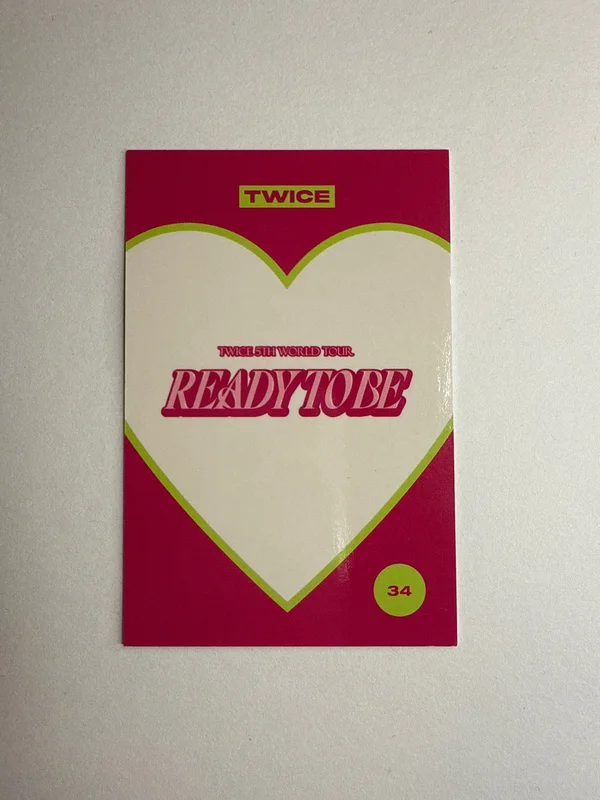 TWICE
TWICE 5TH WORLD TOUR
READY TO BE
34